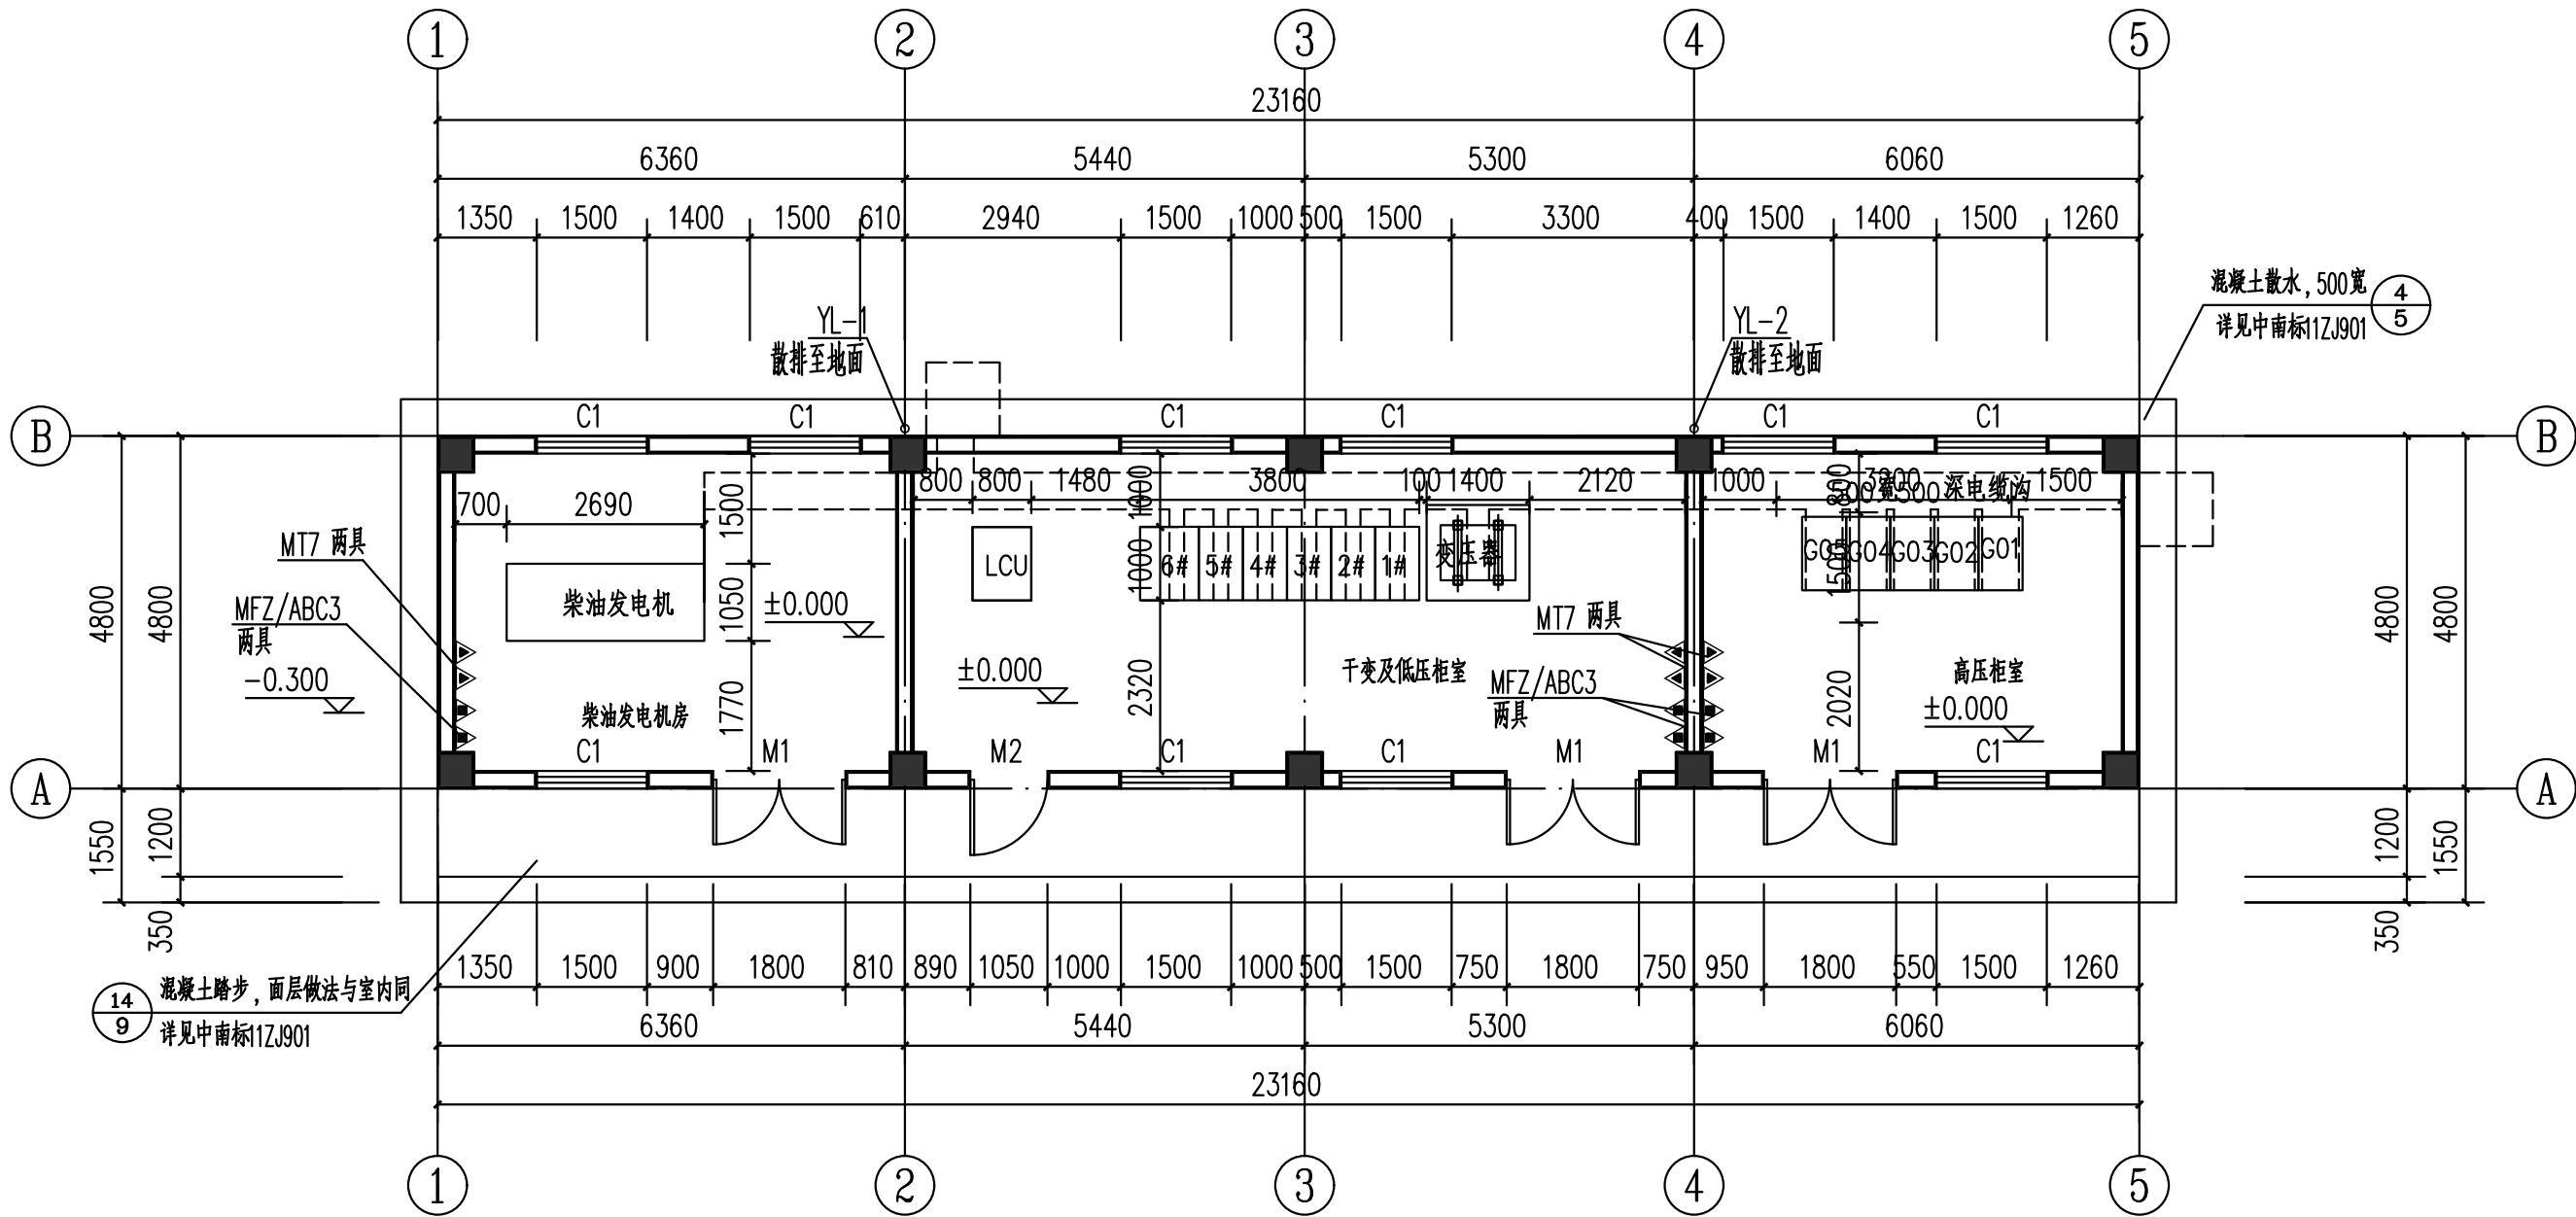 1 2 3 4 5
23160
6360 5440 5300 6060
1350 1500 1400 1500 610 2940 1500 1000 500 1500 3300 400 1500 1400 1500 1260
混凝土散水，500宽 4
详见中南标11ZJ901 5
YL-1
散排至地面
YL-2
散排至地面
C1 C1 C1 C1 C1 C1
B B
800 800 1480 3800 100 1400 2120 1000 1500
700 2690
1500
1050
1770
1000
1000
2320
800
1500
2020
500 深电缆沟
MT7 两具
MFZ/ABC3
两具
-0.300
柴油发电机
±0.000
柴油发电机房
LCU
6# 5# 4# 3# 2# 1#
变压器
G05 G04 G03 G02 G01
±0.000
干变及低压柜室
MT7 两具
MFZ/ABC3
两具
高压柜室
±0.000
4800 4800 4800 4800
C1 M1 M2 C1 C1 M1 M1 C1
A A
1550 1200 350 1200 1550 350
1350 1500 900 1800 810 890 1050 1000 1500 1000 500 1500 750 1800 750 950 1800 550 1500 1260
14 混凝土踏步，面层做法与室内同
9 详见中南标11ZJ901
6360 5440 5300 6060
23160
1 2 3 4 5